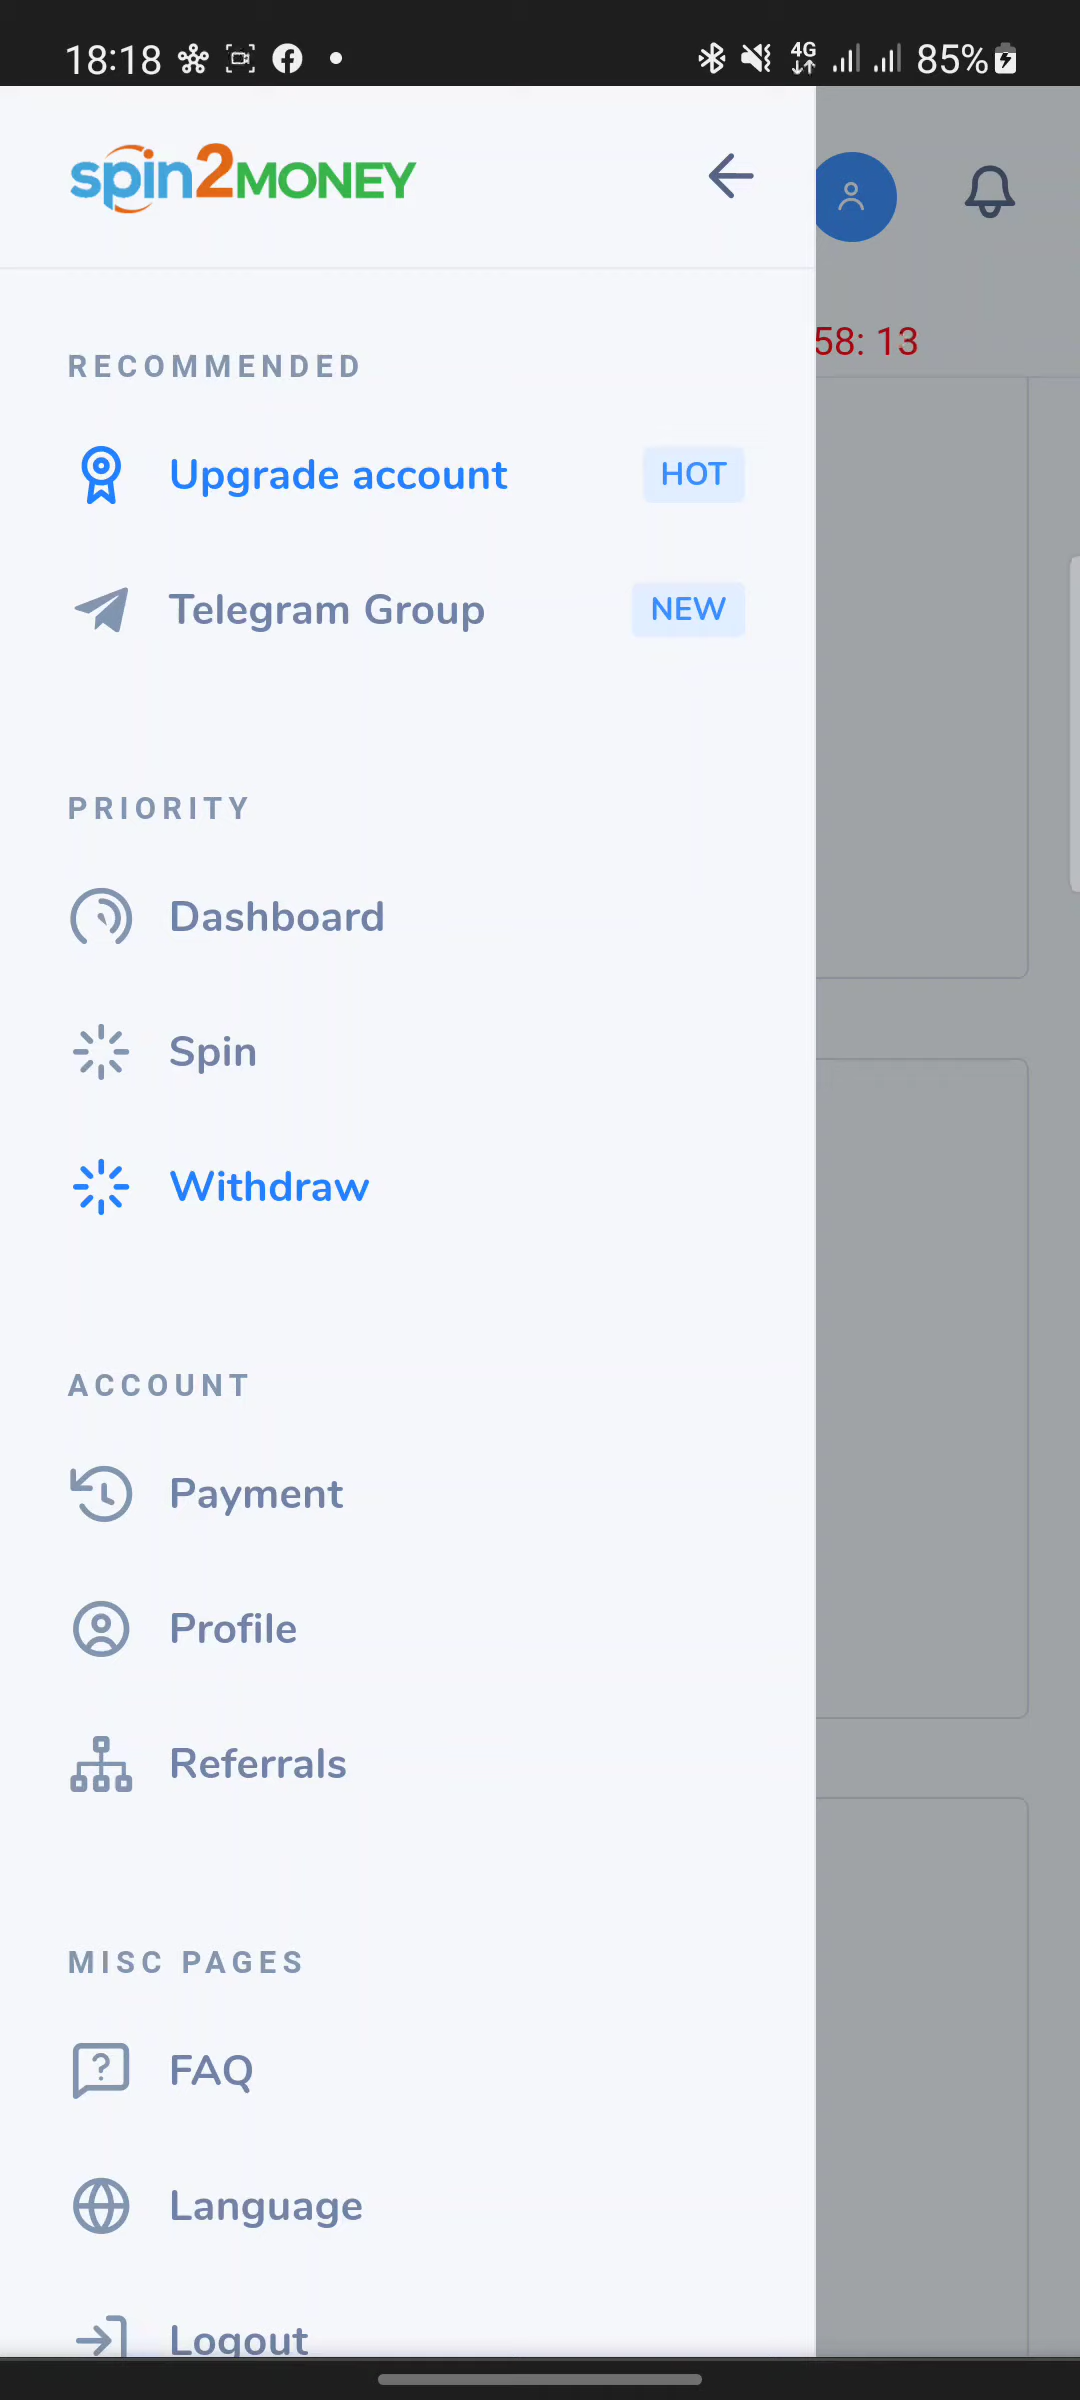 18:18
4G
85%
spin2MONEY
58: 13
RECOMMENDED
Upgrade account
HOT
Telegram Group
NEW
PRIORITY
Dashboard
Spin
Withdraw
ACCOUNT
Payment
Profile
Referrals
MISC PAGES
FAQ
Language
Logout